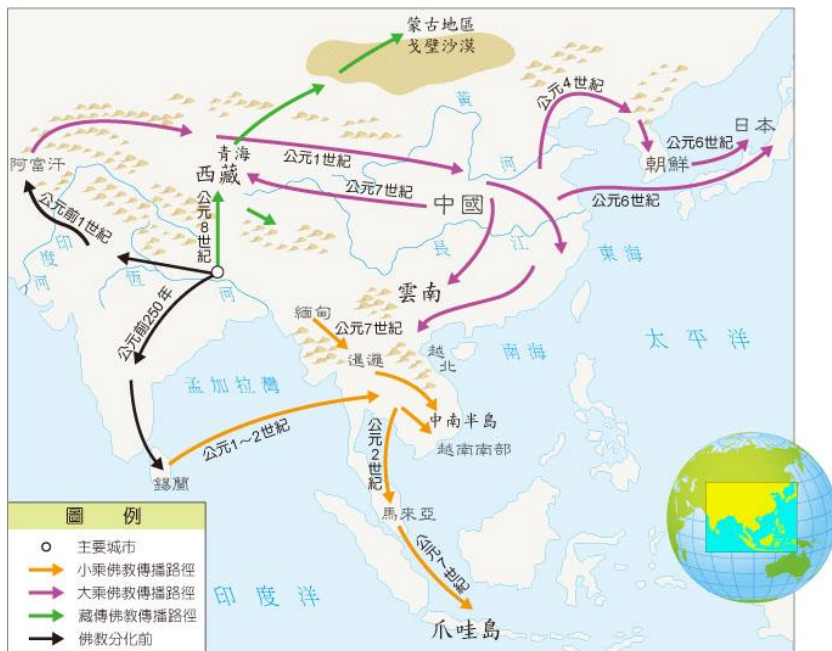 蒙古地區
戈壁沙漠
公元4世紀
日本
公元6世紀
朝鮮
黃
河
阿富汗
青海
西藏
公元1世紀
公元7世紀
中國
公元6世紀
公元前1世紀
公元8世紀
印
度
河
恆
河
長
江
東海
雲南
公元前250年
緬甸
公元7世紀
暹邏
越北
南海
太平洋
孟加拉灣
公元1～2世紀
中南半島
公元2世紀
越南南部
錫蘭
馬來亞
公元7世紀
爪哇島
印度洋
圖 例
主要城市
小乘佛教傳播路徑
大乘佛教傳播路徑
藏傳佛教傳播路徑
佛教分化前